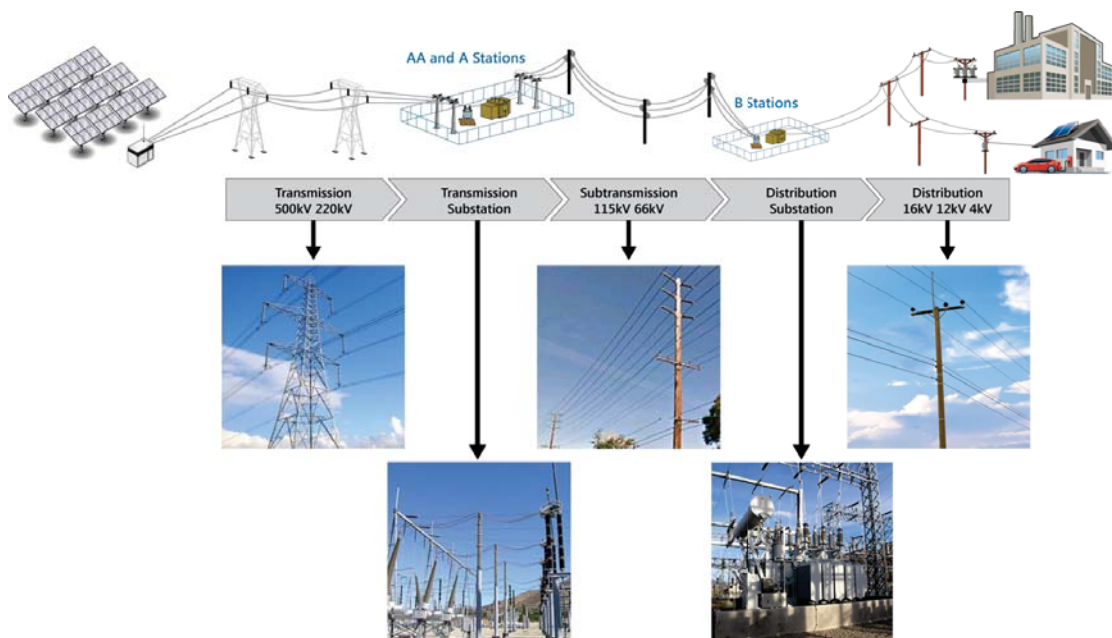 AA and A Stations
B Stations
Transmission
500kV 220kV
Transmission
Substation
Subtransmission
115kV 66kV
Distribution
Substation
Distribution
16kV 12kV 4kV